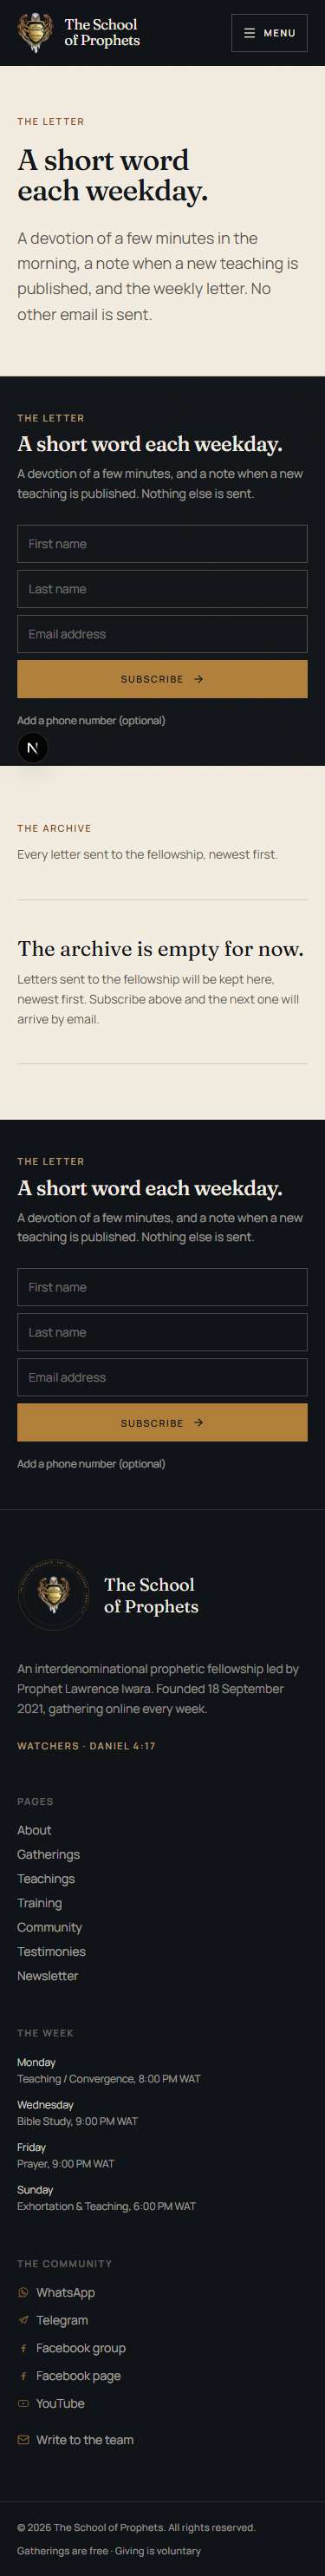 The School
of Prophets
MENU
THE LETTER
A short word
each weekday.
A devotion of a few minutes in the
morning, a note when a new teaching is
published, and the weekly letter. No
other email is sent.
THE LETTER
A short word each weekday.
A devotion of a few minutes, and a note when a new
teaching is published. Nothing else is sent.
First name
Last name
Email address
SUBSCRIBE →
Add a phone number (optional)
N
THE ARCHIVE
Every letter sent to the fellowship, newest first.
The archive is empty for now.
Letters sent to the fellowship will be kept here,
newest first. Subscribe above and the next one will
arrive by email.
THE LETTER
A short word each weekday.
A devotion of a few minutes, and a note when a new
teaching is published. Nothing else is sent.
First name
Last name
Email address
SUBSCRIBE →
Add a phone number (optional)
The School
of Prophets
An interdenominational prophetic fellowship led by
Prophet Lawrence Iwara. Founded 18 September
2021, gathering online every week.
WATCHERS · DANIEL 4:17
PAGES
About
Gatherings
Teachings
Training
Community
Testimonies
Newsletter
THE WEEK
Monday
Teaching / Convergence, 8:00 PM WAT
Wednesday
Bible Study, 9:00 PM WAT
Friday
Prayer, 9:00 PM WAT
Sunday
Exhortation & Teaching, 6:00 PM WAT
THE COMMUNITY
WhatsApp
Telegram
Facebook group
Facebook page
YouTube
Write to the team
© 2026 The School of Prophets. All rights reserved.
Gatherings are free · Giving is voluntary